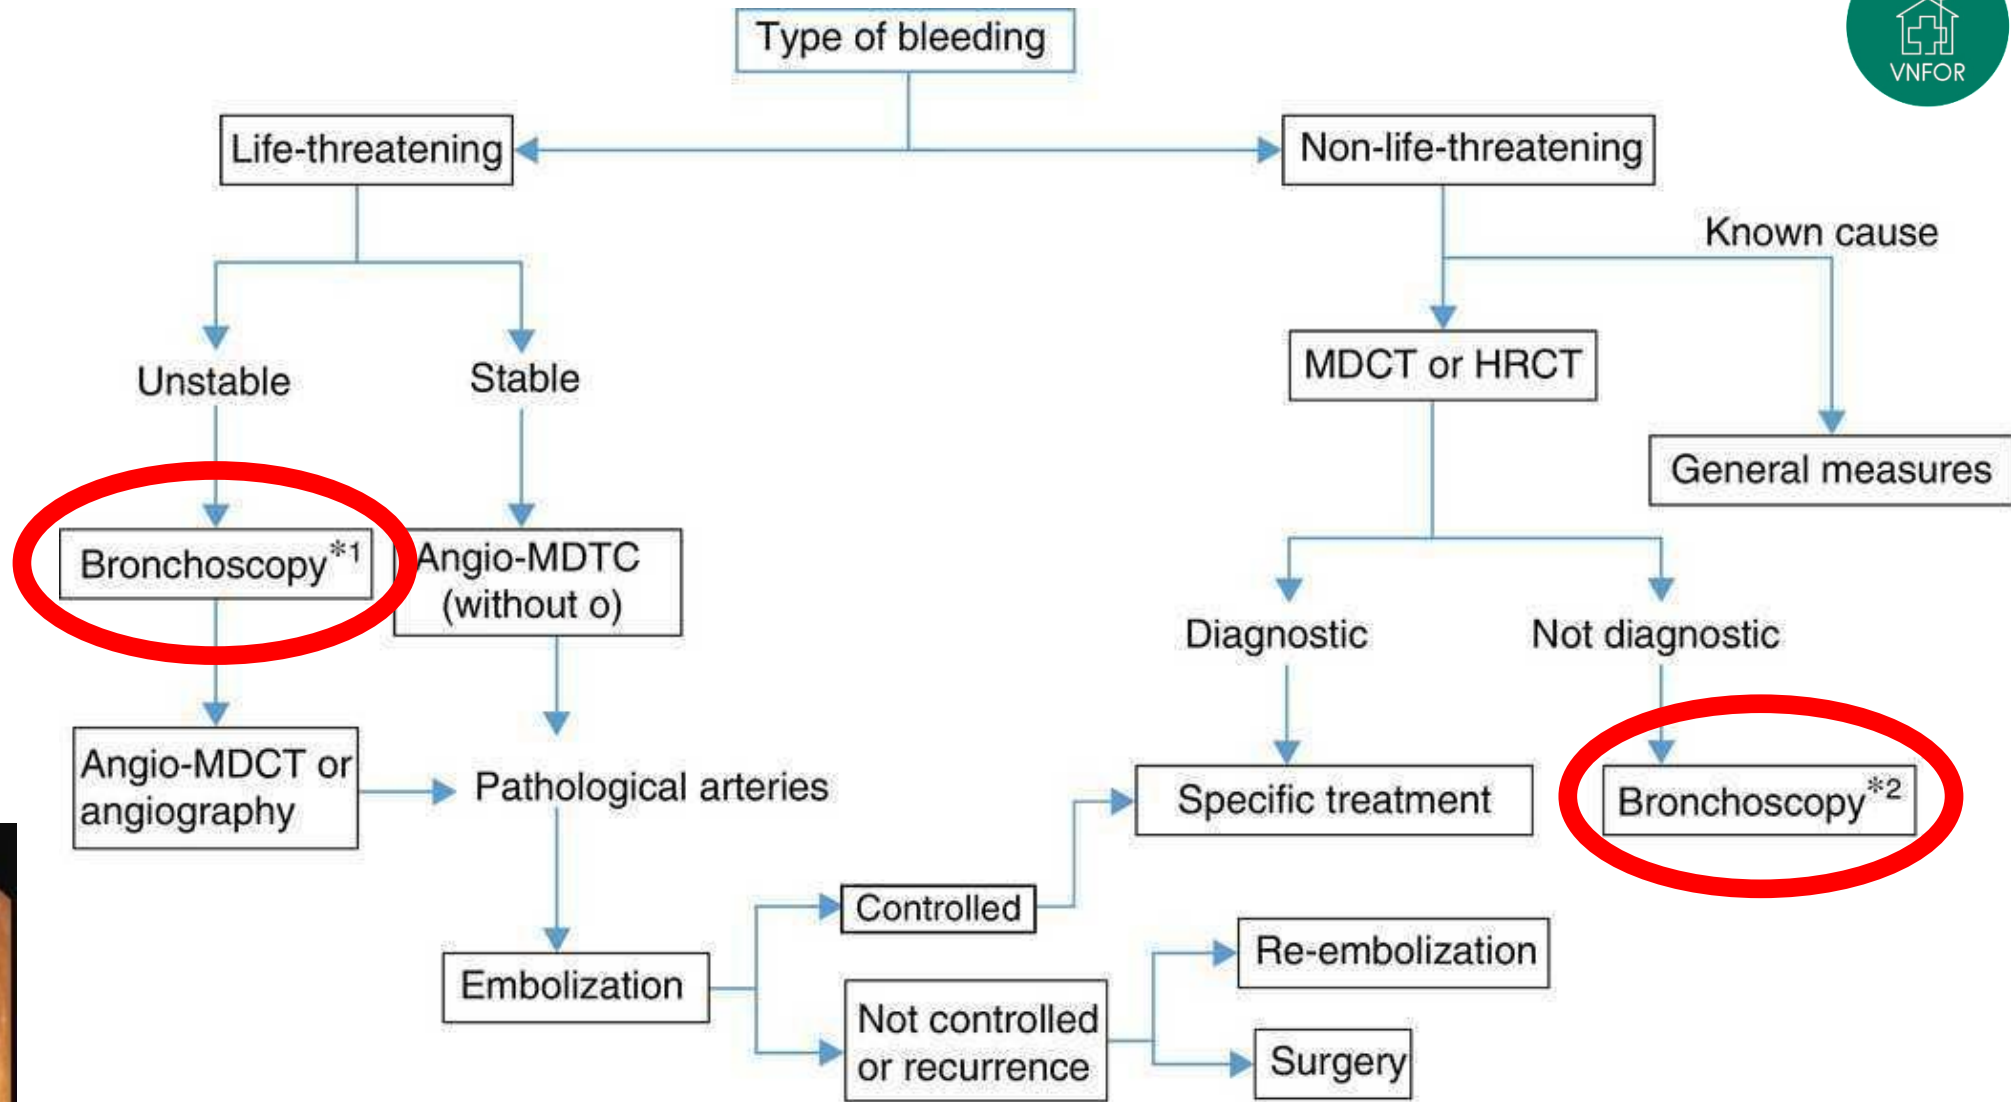 Type of bleeding
VNFOR
Life-threatening
Non-life-threatening
Known cause
Unstable
Stable
MDCT or HRCT
General measures
Bronchoscopy*1
Angio-MDTC
(without o)
Diagnostic
Not diagnostic
Angio-MDCT or
angiography
Pathological arteries
Specific treatment
Bronchoscopy*2
Controlled
Embolization
Re-embolization
Not controlled
or recurrence
Surgery